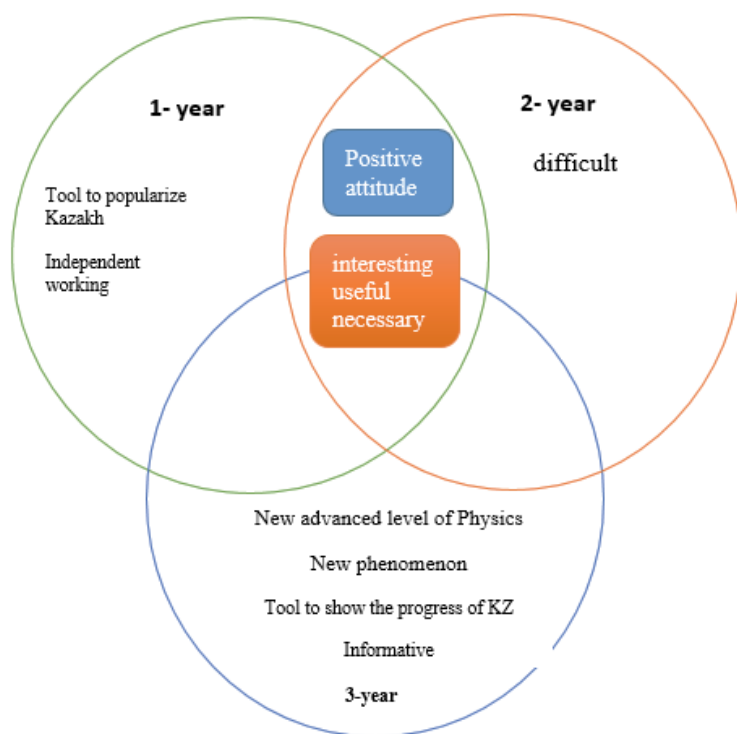 1- year
2- year
Positive
attitude
difficult
Tool to popularize
Kazakh
Independent
working
interesting
useful
necessary
New advanced level of Physics
New phenomenon
Tool to show the progress of KZ
Informative
3-year